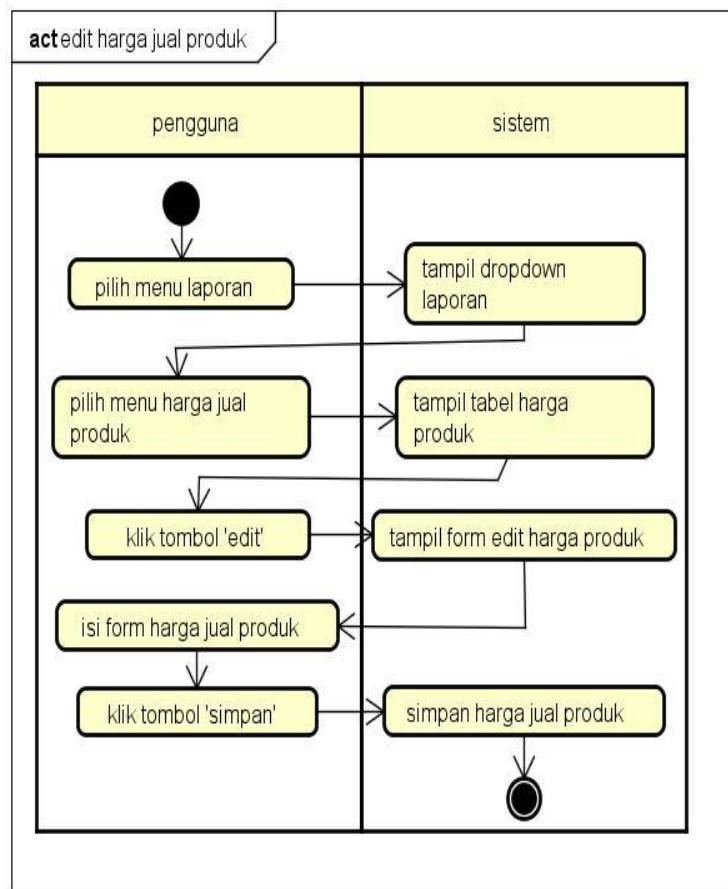 act edit harga jual produk
pengguna
sistem
pilih menu laporan
tampil dropdown
laporan
pilih menu harga jual
produk
tampil tabel harga
produk
klik tombol 'edit'
tampil form edit harga produk
isi form harga jual produk
klik tombol 'simpan'
simpan harga jual produk